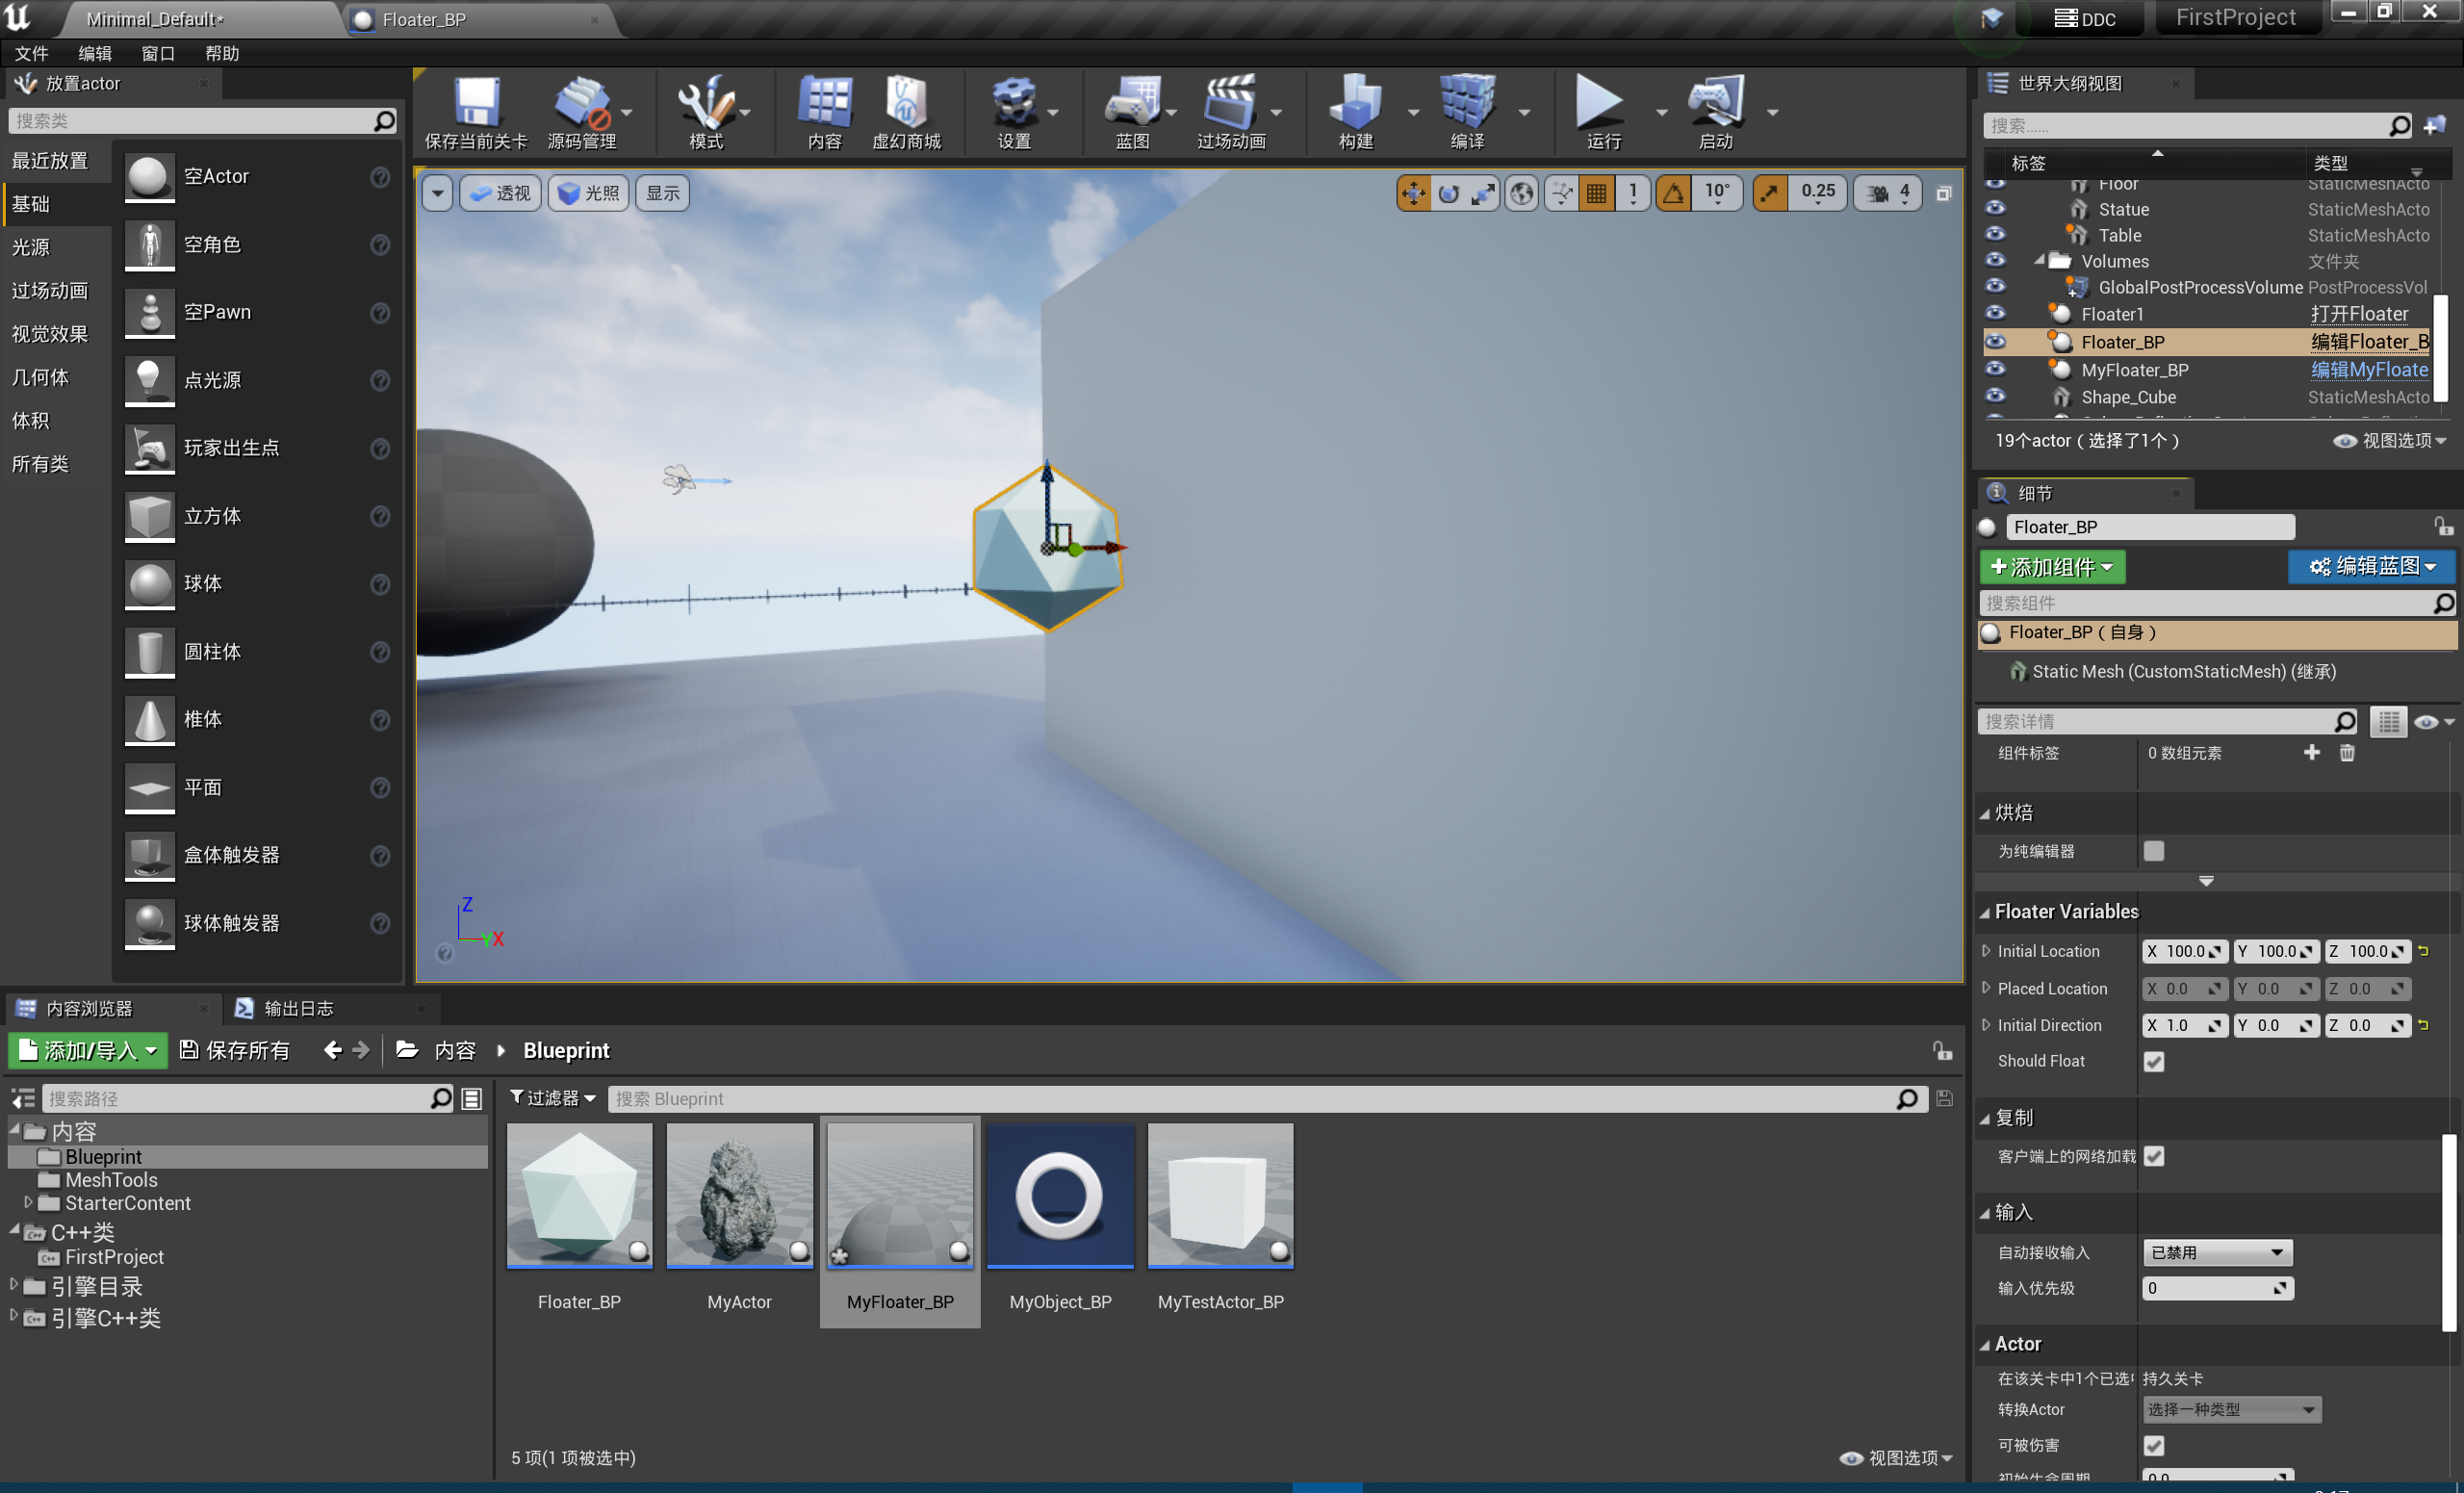 Minimal_Default*
Floater_BP
DDC
FirstProject
文件
编辑
窗口
帮助
放置actor
搜索类
最近放置
基础
光源
过场动画
视觉效果
几何体
体积
所有类
空Actor
空角色
空Pawn
点光源
玩家出生点
立方体
球体
圆柱体
椎体
平面
盒体触发器
球体触发器
保存当前关卡
源码管理
模式
内容
虚幻商城
设置
蓝图
过场动画
构建
编译
运行
启动
透视
光照
显示
1
10°
0.25
4
Z
Y
X
世界大纲视图
搜索……
标签
类型
Floor StaticMeshActo
Statue StaticMeshActo
Table StaticMeshActo
Volumes 文件夹
GlobalPostProcessVolume PostProcessVol
Floater1 打开Floater
Floater_BP 编辑Floater_B
MyFloater_BP 编辑MyFloate
Shape_Cube StaticMeshActo
19个actor（选择了1个）
视图选项
细节
Floater_BP
+添加组件
编辑蓝图
搜索组件
Floater_BP（自身）
Static Mesh (CustomStaticMesh) (继承)
搜索详情
组件标签 0 数组元素
烘焙
为纯编辑器
Floater Variables
Initial Location X 100.0 Y 100.0 Z 100.0
Placed Location X 0.0 Y 0.0 Z 0.0
Initial Direction X 1.0 Y 0.0 Z 0.0
Should Float
复制
客户端上的网络加载
输入
自动接收输入 已禁用
输入优先级 0
Actor
在该关卡中1个已选 持久关卡
转换Actor 选择一种类型
可被伤害
初始生命周期 0.0
内容浏览器
输出日志
添加/导入
保存所有
内容
Blueprint
搜索路径
过滤器
搜索 Blueprint
内容
Blueprint
MeshTools
StarterContent
C++类
FirstProject
引擎目录
引擎C++类
Floater_BP
MyActor
MyFloater_BP
MyObject_BP
MyTestActor_BP
5 项(1 项被选中)
视图选项